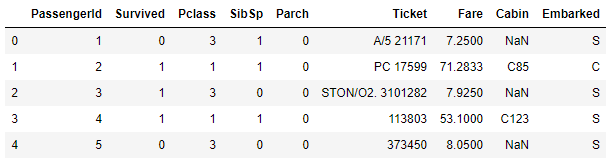 PassengerId Survived Pclass SibSp Parch Ticket Fare Cabin Embarked
0 1 0 3 1 0 A/5 21171 7.2500 NaN S
1 2 1 1 1 0 PC 17599 71.2833 C85 C
2 3 1 3 0 0 STON/O2. 3101282 7.9250 NaN S
3 4 1 1 1 0 113803 53.1000 C123 S
4 5 0 3 0 0 373450 8.0500 NaN S